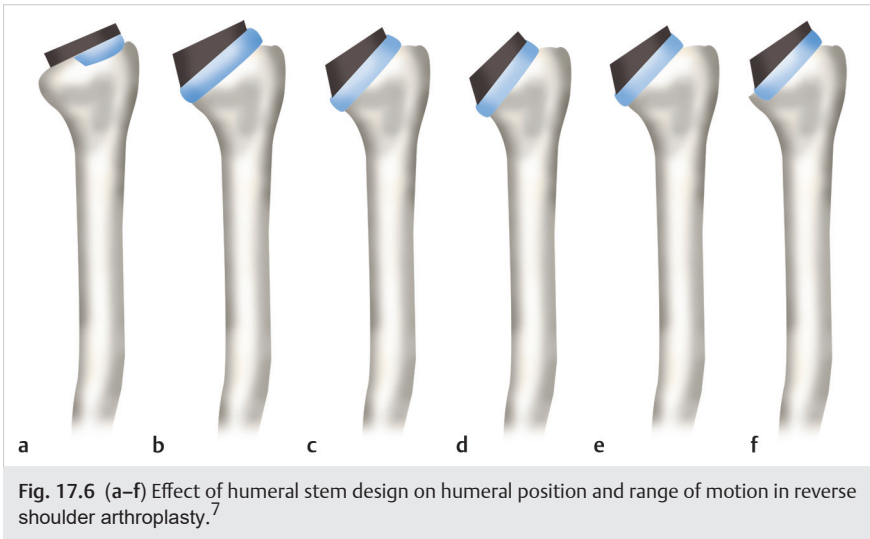 a b c d e f
Fig. 17.6 (a–f) Effect of humeral stem design on humeral position and range of motion in reverse
shoulder arthroplasty.7